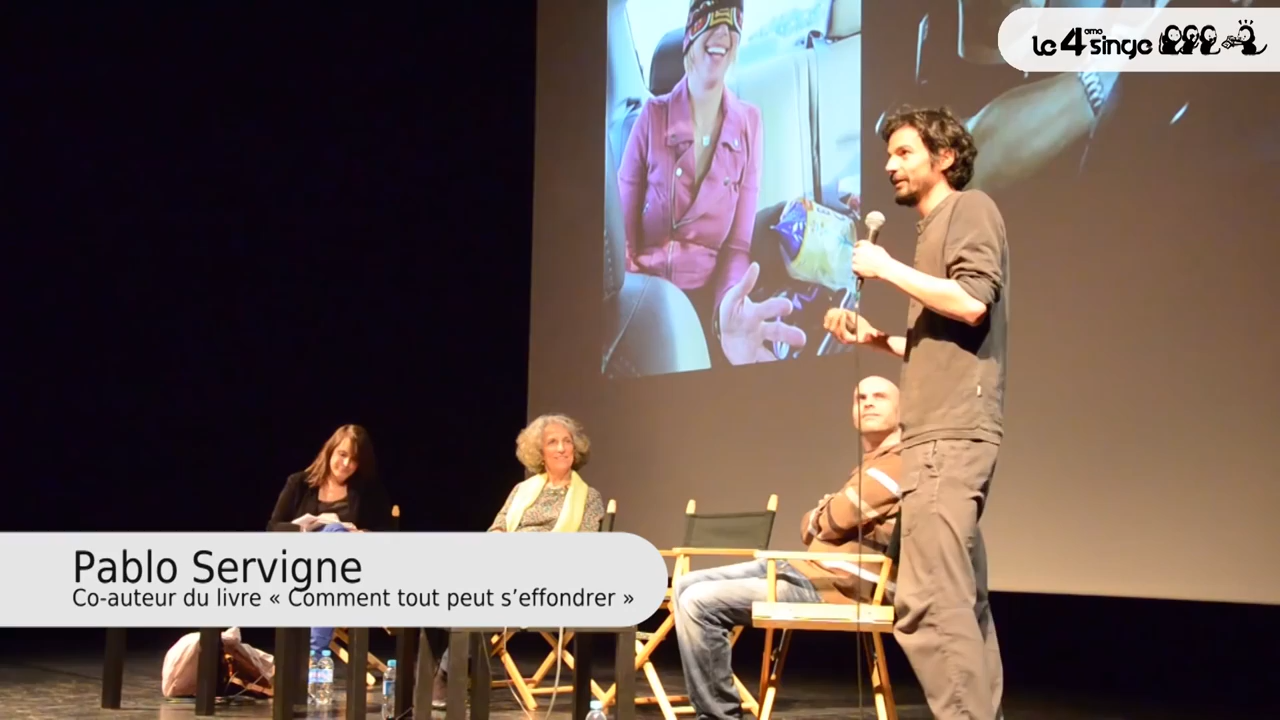 le 4ème singe
Pablo Servigne
Co-auteur du livre « Comment tout peut s’effondrer »